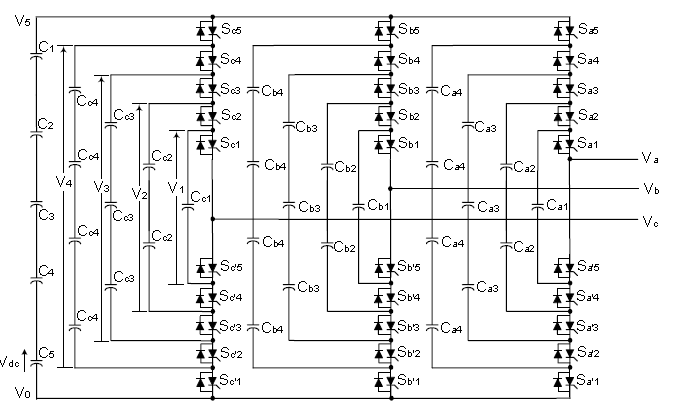 V5 Sc5 Sb5 Sa5
C1 Sc4 Sb4 Sa4
Cc4 Sc3 Cb4 Sb3 Ca4 Sa3
C2 Cc3 Sc2 Cb3 Sb2 Ca3 Sa2
Sc1 Sb1 Sa1
Va
Cc4 Cc2 Cb4 Cb2 Ca4 Ca2
V4 V3 V2 V1
Vb
C3 Cc3 Cc1 Cb3 Cb1 Ca3 Ca1
Vc
Cc4 Cc2 Cb4 Cb2 Ca4 Ca2
C4 Sc'5 Sb'5 Sa'5
Cc3 Cb3 Ca3
Sc'4 Sb'4 Sa'4
Cc4 Sc'3 Cb4 Sb'3 Ca4 Sa'3
C5 Sc'2 Sb'2 Sa'2
Vdc
Sc'1 Sb'1 Sa'1
V0